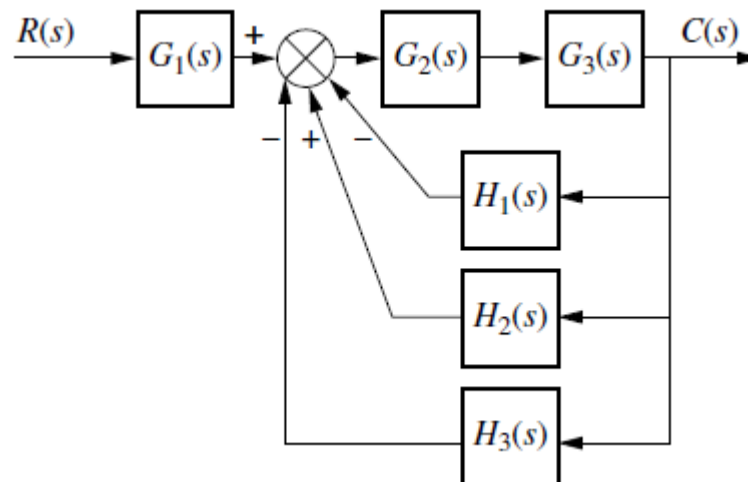 R(s) + C(s)
G₁(s) G₂(s) G₃(s)
− + −
H₁(s)
H₂(s)
H₃(s)